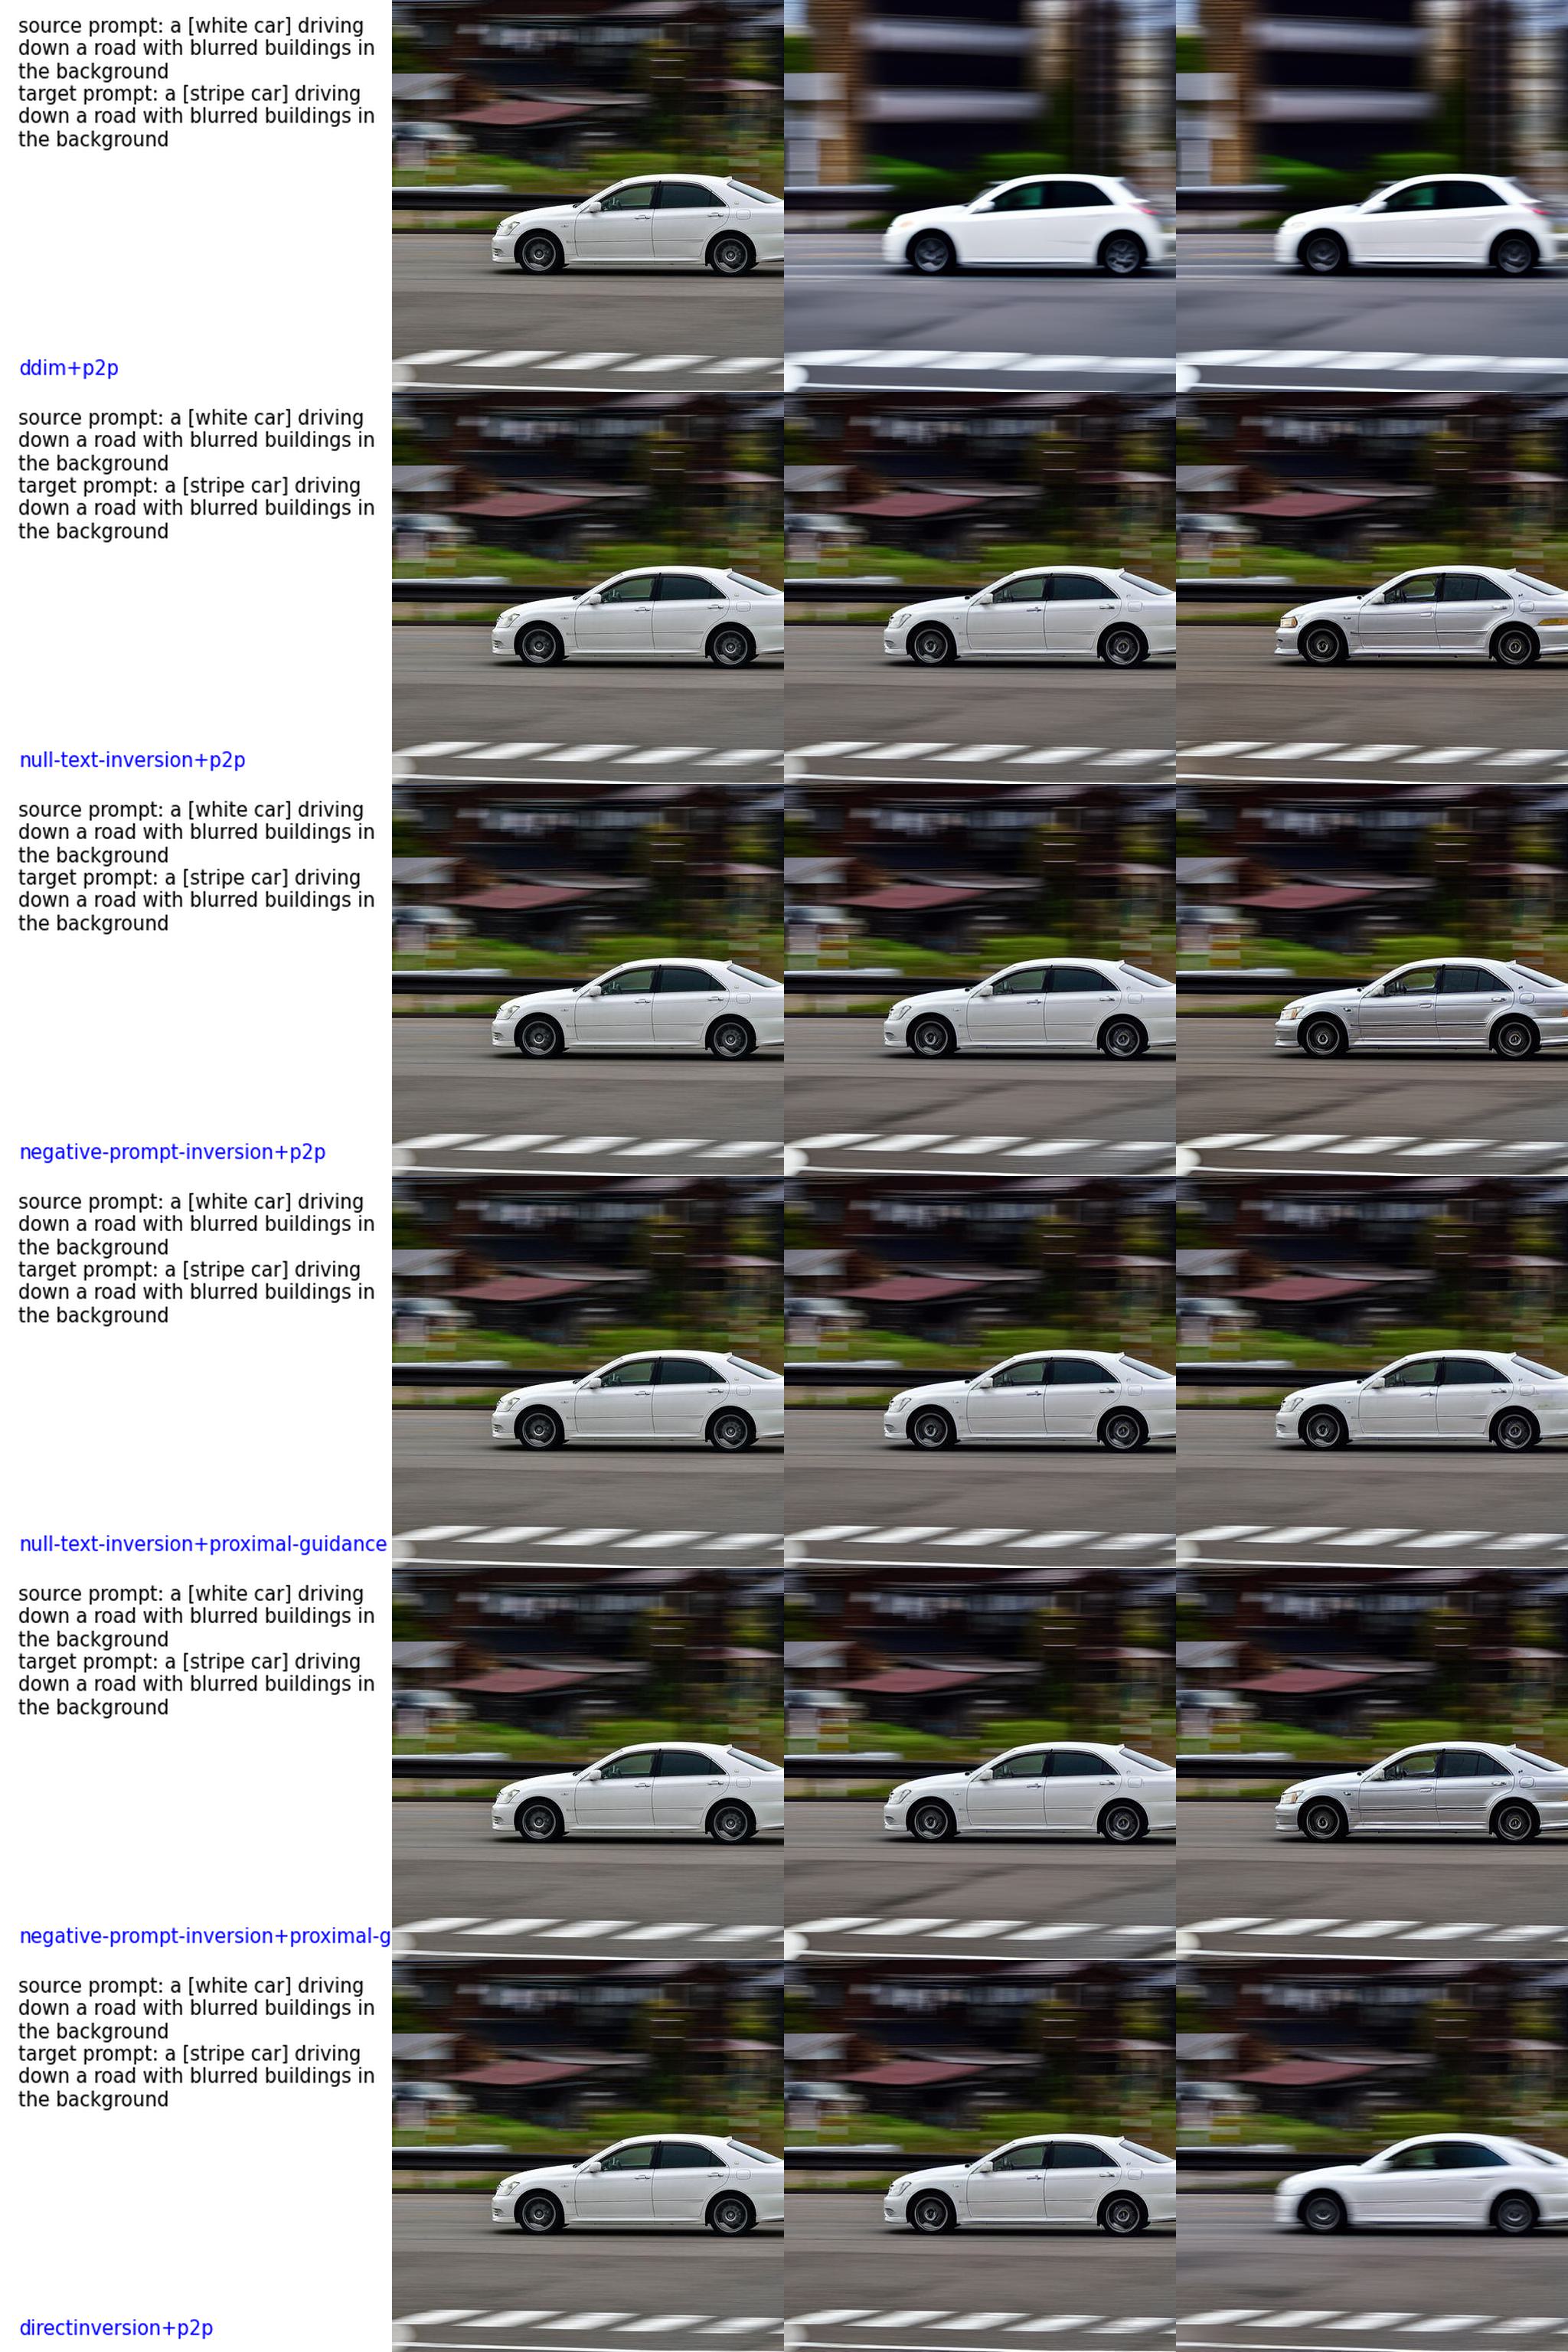 source prompt: a [white car] driving
down a road with blurred buildings in
the background
target prompt: a [stripe car] driving
down a road with blurred buildings in
the background
ddim+p2p
source prompt: a [white car] driving
down a road with blurred buildings in
the background
target prompt: a [stripe car] driving
down a road with blurred buildings in
the background
null-text-inversion+p2p
source prompt: a [white car] driving
down a road with blurred buildings in
the background
target prompt: a [stripe car] driving
down a road with blurred buildings in
the background
negative-prompt-inversion+p2p
source prompt: a [white car] driving
down a road with blurred buildings in
the background
target prompt: a [stripe car] driving
down a road with blurred buildings in
the background
null-text-inversion+proximal-guidance
source prompt: a [white car] driving
down a road with blurred buildings in
the background
target prompt: a [stripe car] driving
down a road with blurred buildings in
the background
negative-prompt-inversion+proximal-g
source prompt: a [white car] driving
down a road with blurred buildings in
the background
target prompt: a [stripe car] driving
down a road with blurred buildings in
the background
directinversion+p2p